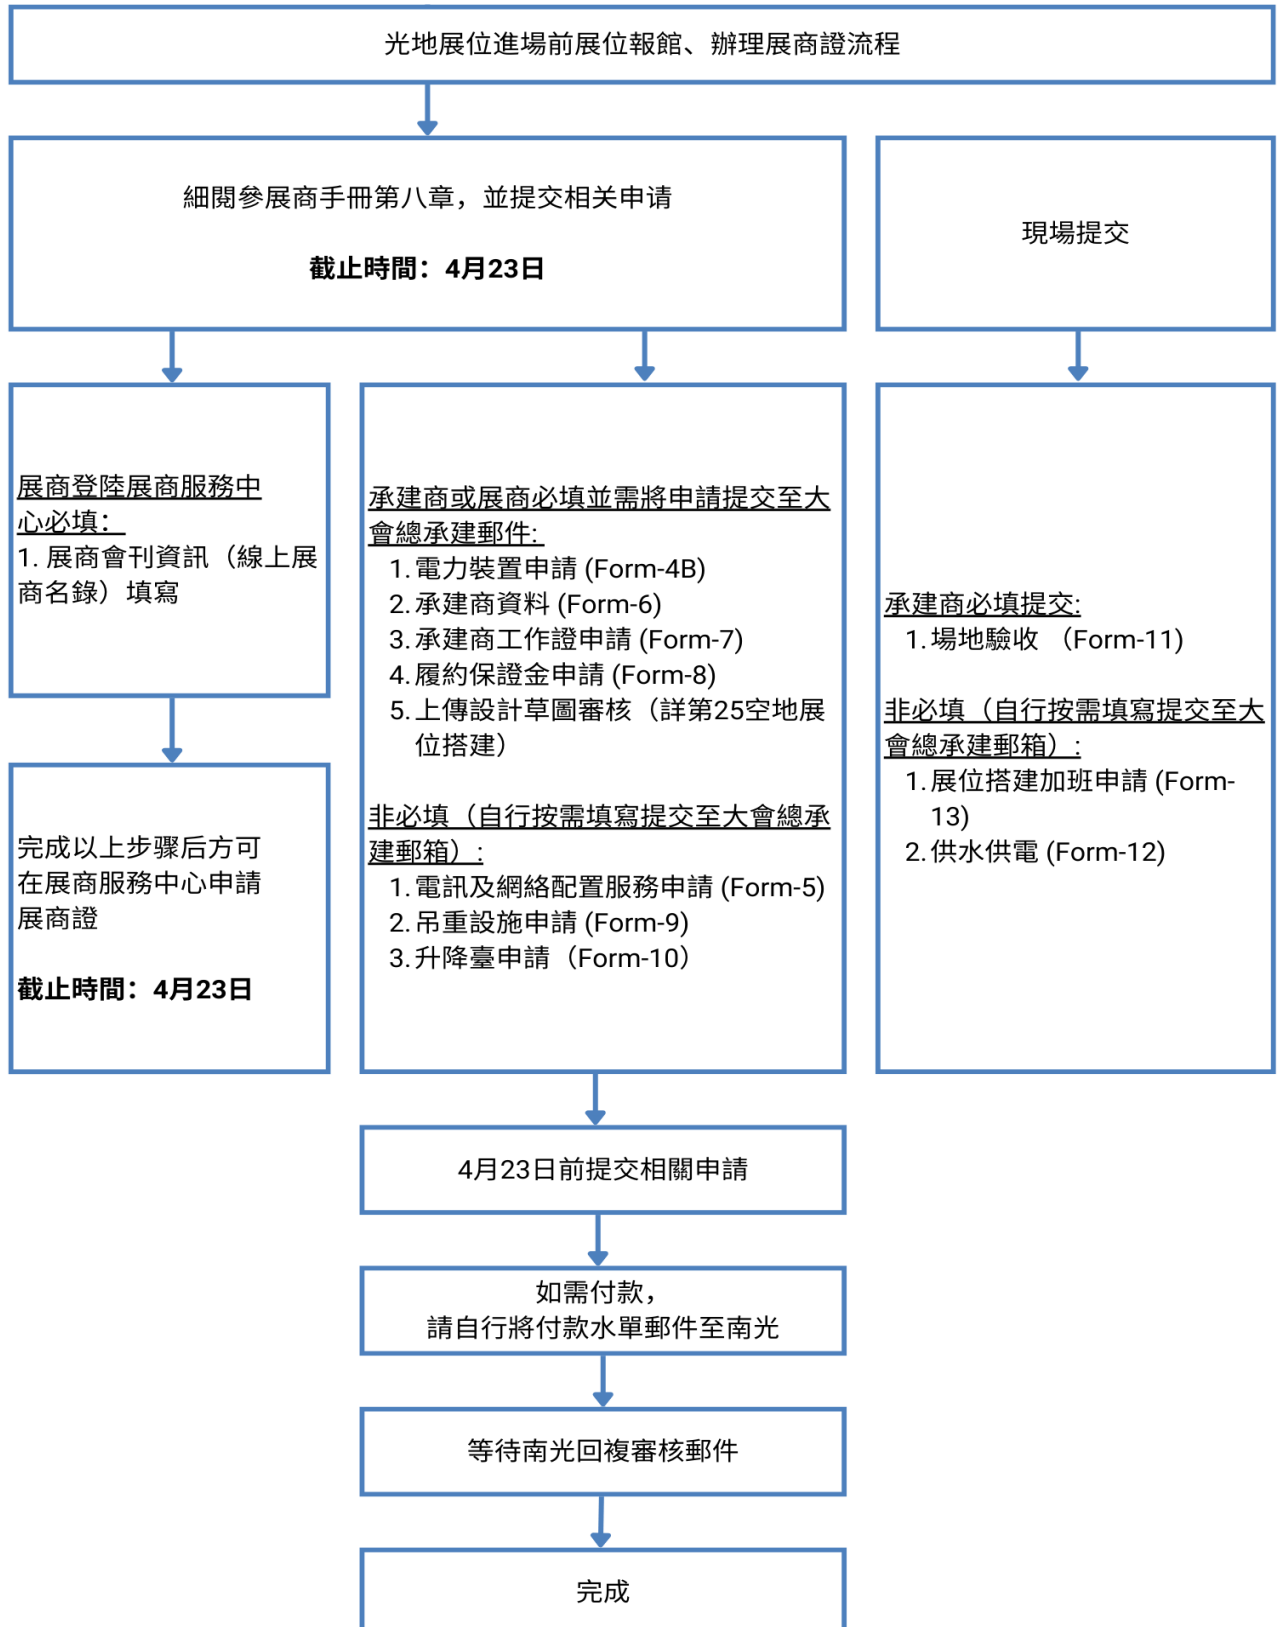 光地展位進場前展位報館、辦理展商證流程
細閱參展商手冊第八章，並提交相关申请
截止時間：4月23日
現場提交
展商登陸展商服務中
心必填：
1. 展商會刊資訊（線上展
商名錄）填寫
完成以上步骤后方可
在展商服務中心申請
展商證
截止時間：4月23日
承建商或展商必填並需將申請提交至大
會總承建郵件:
1. 電力裝置申請 (Form-4B)
2. 承建商資料 (Form-6)
3. 承建商工作證申請 (Form-7)
4. 履約保證金申請 (Form-8)
5. 上傳設計草圖審核（詳第25空地展
位搭建）
非必填（自行按需填寫提交至大會總承
建郵箱）:
1. 電訊及網絡配置服務申請 (Form-5)
2. 吊重設施申請 (Form-9)
3. 升降臺申請（Form-10）
承建商必填提交:
1. 場地驗收 （Form-11)
非必填（自行按需填寫提交至大
會總承建郵箱）:
1. 展位搭建加班申請 (Form-
13)
2. 供水供電 (Form-12)
4月23日前提交相關申請
如需付款，
請自行將付款水單郵件至南光
等待南光回複審核郵件
完成